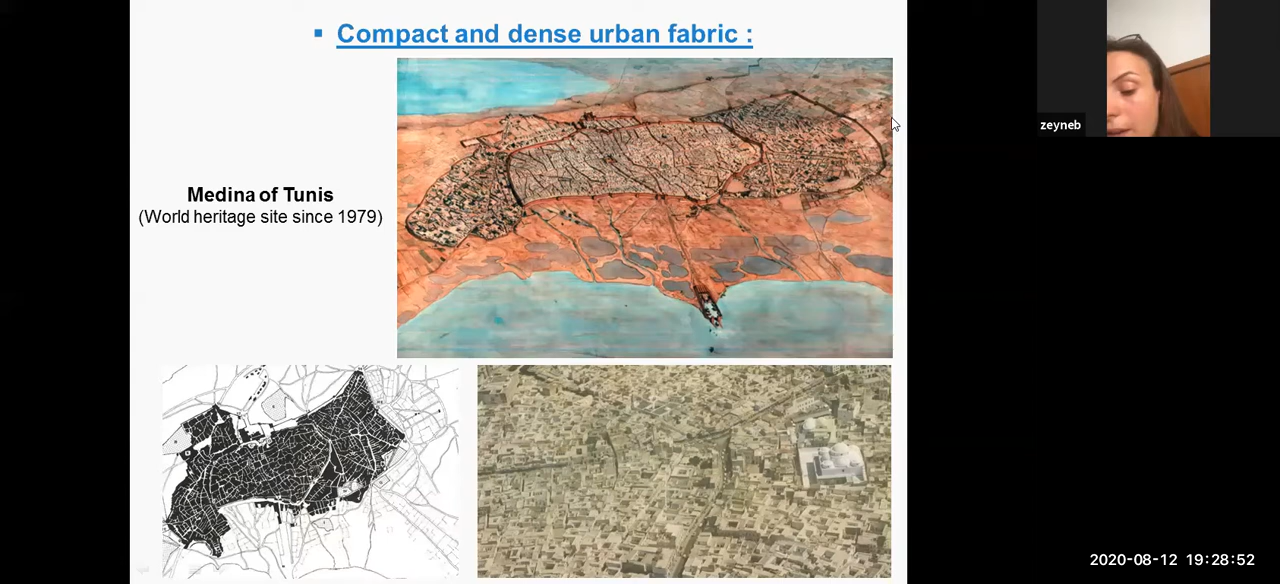 ▪ Compact and dense urban fabric :
Medina of Tunis
(World heritage site since 1979)
zeyneb
2020-08-12 19:28:52